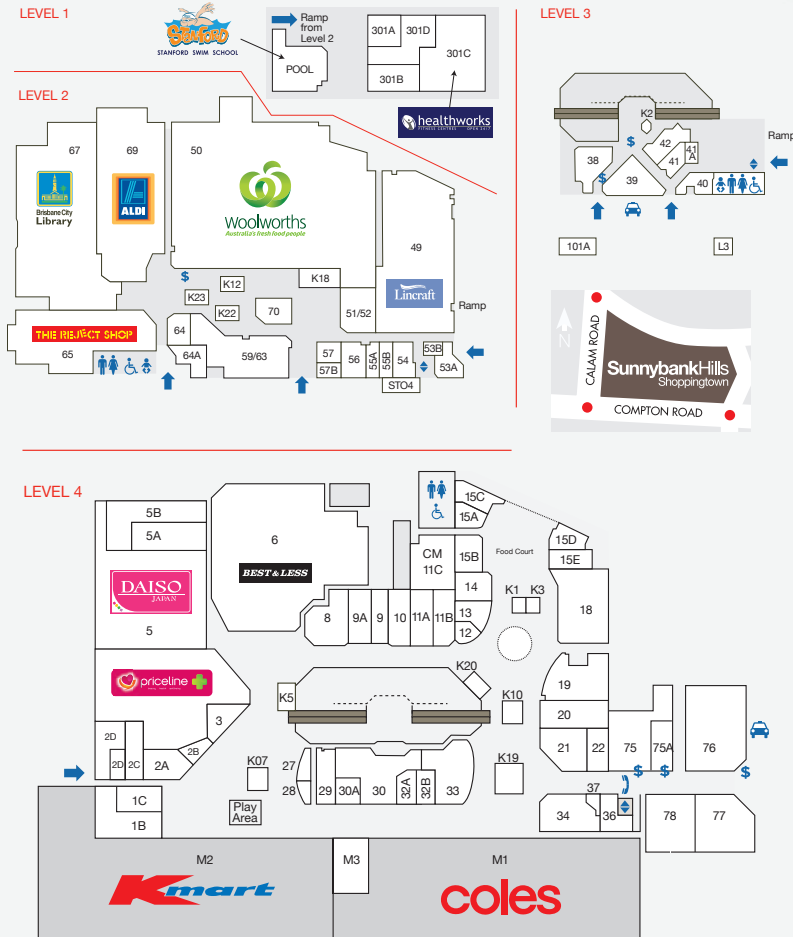 LEVEL 1
STANFORD
STANFORD SWIM SCHOOL
Ramp
from
Level 2
POOL
301A
301D
301C
301B
healthworks
FITNESS CENTRES OPEN 24/7
LEVEL 3
K2
Ramp
38
$
42
41
41
A
$
39
40
101A
L3
CALAM ROAD
N
SunnybankHills
Shoppingtown
COMPTON ROAD
LEVEL 2
67
69
50
Brisbane City
Library
ALDI
Woolworths
Australia's fresh food people
49
Lincraft
$
K12
K18
K23
K22
70
51/52
Ramp
THE REJECT SHOP
65
64
64A
59/63
57
57B
56
55A
55B
54
53B
53A
STO4
LEVEL 4
5B
5A
DAISO
JAPAN
5
6
BEST & LESS
15C
15A
CM
11C
15B
Food Court
15D
15E
14
K1
K3
18
8
9A
9
10
11A
11B
13
12
priceline
K5
K20
K10
19
20
3
2D
2B
2D
2C
2A
21
22
75
75A
76
$
$
$
K07
27
28
29
30A
30
32A
32B
33
K19
37
34
36
78
77
Play
Area
1C
1B
M2
Kmart
M3
M1
coles